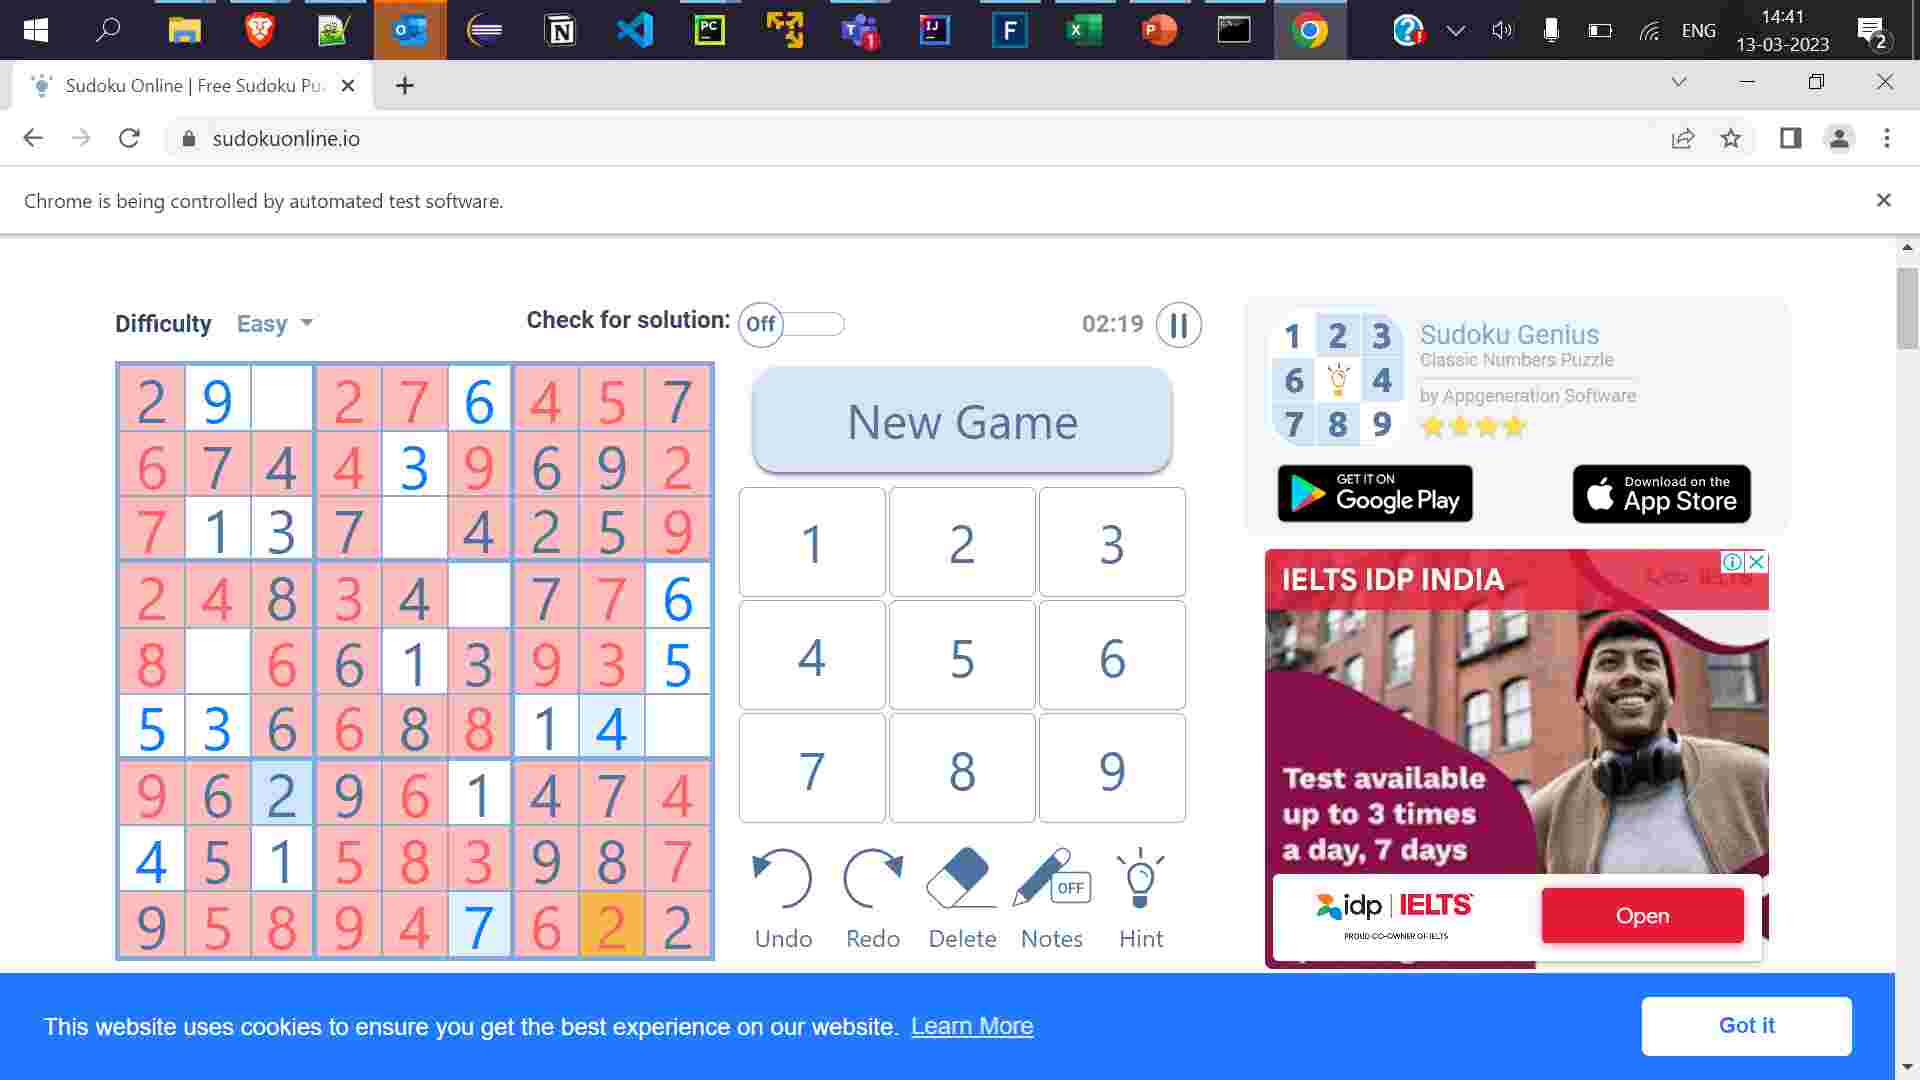 ENG
14:41
13-03-2023
2
Sudoku Online | Free Sudoku Pu
sudokuonline.io
Chrome is being controlled by automated test software.
Difficulty Easy
Check for solution: Off
02:19
2 9 2 7 6 4 5 7
6 7 4 4 3 9 6 9 2
7 1 3 7 4 2 5 9
2 4 8 3 4 7 7 6
8 6 6 1 3 9 3 5
5 3 6 6 8 8 1 4
9 6 2 9 6 1 4 7 4
4 5 1 5 8 3 9 8 7
9 5 8 9 4 7 6 2 2
New Game
1 2 3
4 5 6
7 8 9
OFF
Undo Redo Delete Notes Hint
1 2 3
6 4
7 8 9
Sudoku Genius
Classic Numbers Puzzle
by Appgeneration Software
GET IT ON
Google Play
Download on the
App Store
IELTS IDP INDIA
Test available
up to 3 times
a day, 7 days
idp | IELTS
PROUD CO-OWNER OF IELTS
Open
This website uses cookies to ensure you get the best experience on our website. Learn More
Got it